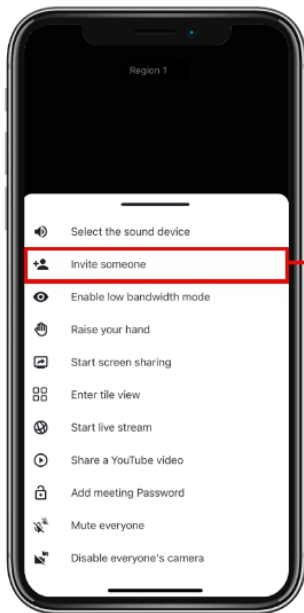 Region 1
Select the sound device
Invite someone
Enable low bandwidth mode
Raise your hand
Start screen sharing
Enter tile view
Start live stream
Share a YouTube video
Add meeting Password
Mute everyone
Disable everyone's camera